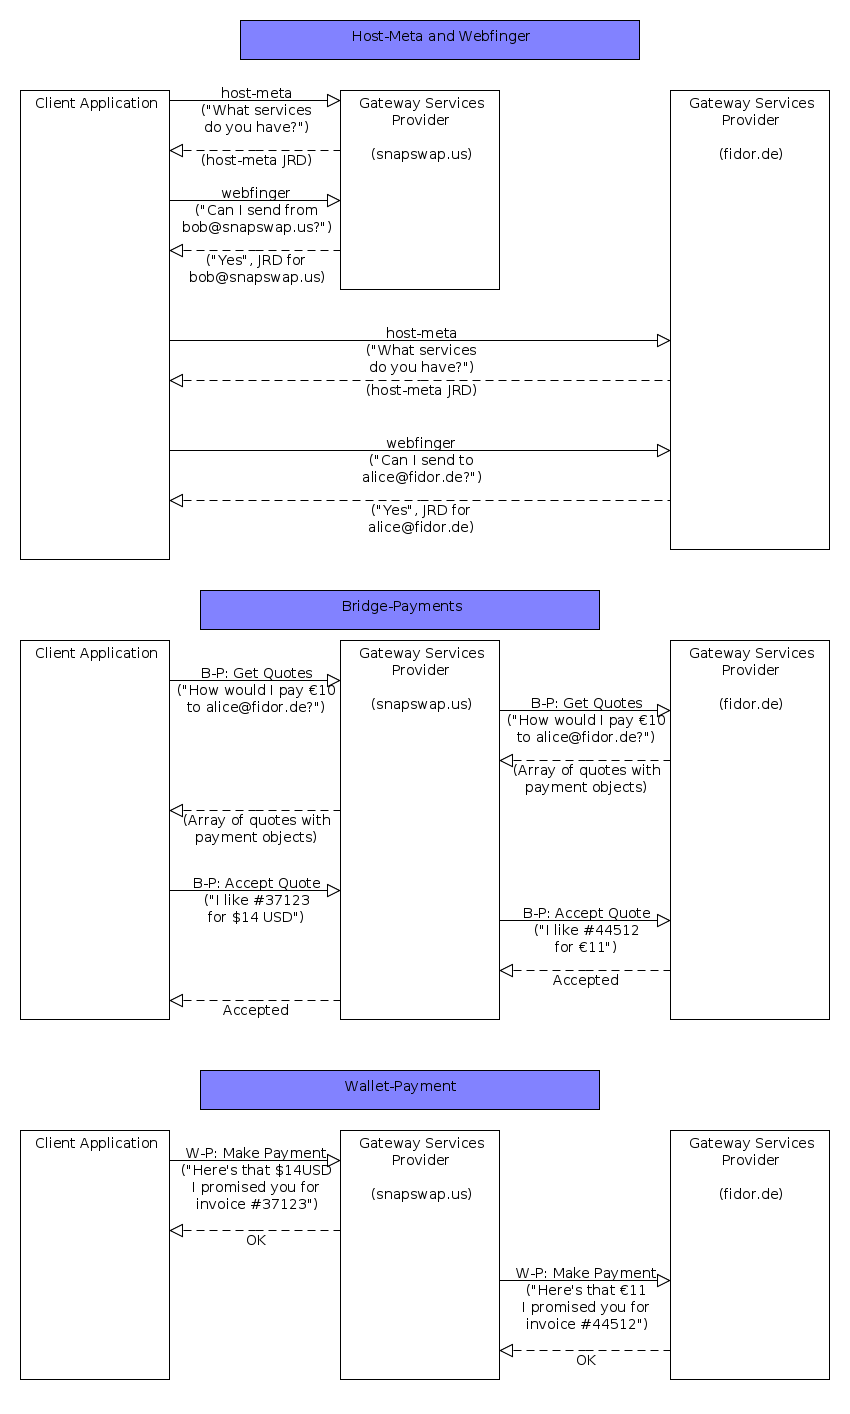 Host-Meta and Webfinger
Client Application
host-meta
("What services
do you have?")
(host-meta JRD)
webfinger
("Can I send from
bob@snapswap.us?")
("Yes", JRD for
bob@snapswap.us)
Gateway Services
Provider
(snapswap.us)
Gateway Services
Provider
(fidor.de)
host-meta
("What services
do you have?")
(host-meta JRD)
webfinger
("Can I send to
alice@fidor.de?")
("Yes", JRD for
alice@fidor.de)
Bridge-Payments
Client Application
Gateway Services
Provider
(snapswap.us)
Gateway Services
Provider
(fidor.de)
B-P: Get Quotes
("How would I pay €10
to alice@fidor.de?")
B-P: Get Quotes
("How would I pay €10
to alice@fidor.de?")
(Array of quotes with
payment objects)
(Array of quotes with
payment objects)
B-P: Accept Quote
("I like #37123
for $14 USD")
B-P: Accept Quote
("I like #44512
for €11")
Accepted
Accepted
Wallet-Payment
Client Application
Gateway Services
Provider
(snapswap.us)
Gateway Services
Provider
(fidor.de)
W-P: Make Payment
("Here's that $14USD
I promised you for
invoice #37123")
OK
W-P: Make Payment
("Here's that €11
I promised you for
invoice #44512")
OK